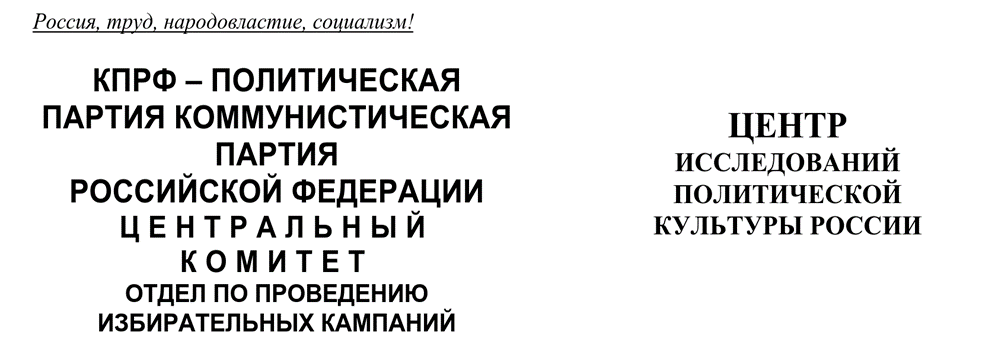 Россия, труд, народовластие, социализм!
КПРФ – ПОЛИТИЧЕСКАЯ
ПАРТИЯ КОММУНИСТИЧЕСКАЯ
ПАРТИЯ
РОССИЙСКОЙ ФЕДЕРАЦИИ
Ц Е Н Т Р А Л Ь Н Ы Й
К О М И Т Е Т
ОТДЕЛ ПО ПРОВЕДЕНИЮ
ИЗБИРАТЕЛЬНЫХ КАМПАНИЙ
ЦЕНТР
ИССЛЕДОВАНИЙ
ПОЛИТИЧЕСКОЙ
КУЛЬТУРЫ РОССИИ